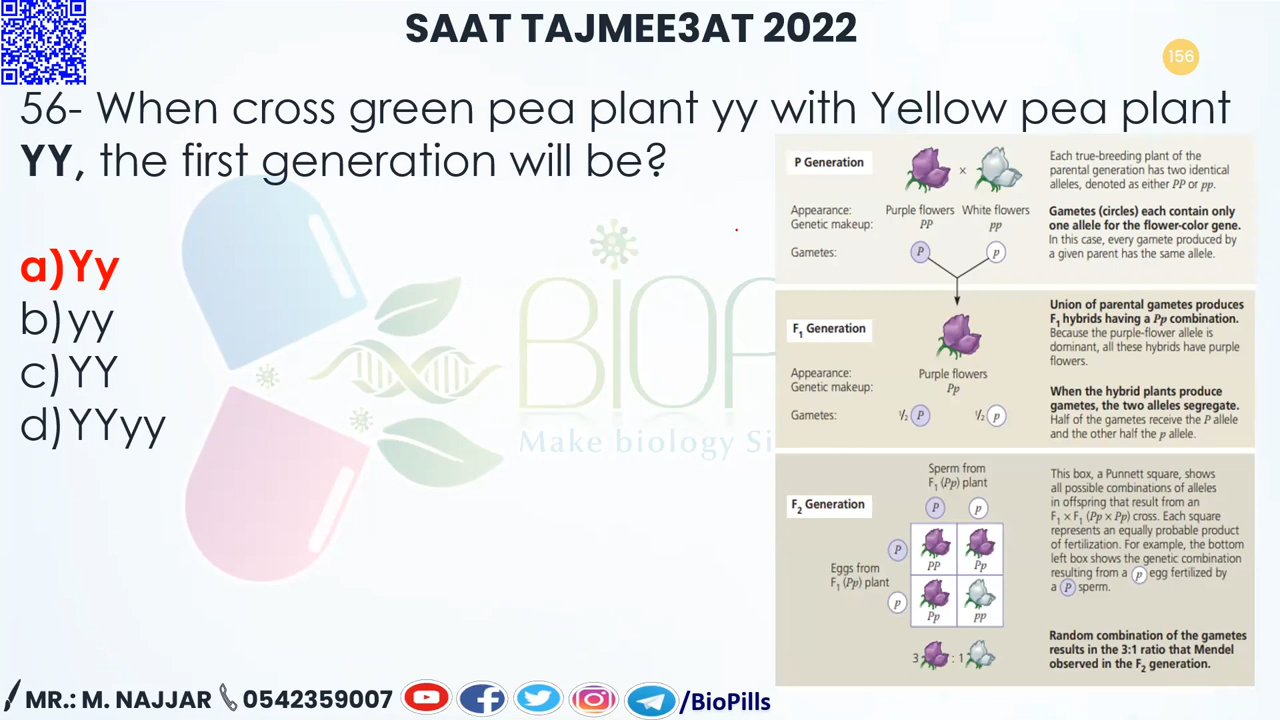 SAAT TAJMEE3AT 2022
156
56- When cross green pea plant yy with Yellow pea plant
YY, the first generation will be?
a)Yy
b)yy
c)YY
d)YYyy
BiOP
Make biology Si
P Generation
×
Appearance: Purple flowers White flowers
Genetic makeup: PP pp
Gametes: P p
Each true-breeding plant of the
parental generation has two identical
alleles, denoted as either PP or pp.
Gametes (circles) each contain only
one allele for the flower-color gene.
In this case, every gamete produced by
a given parent has the same allele.
F1 Generation
Appearance: Purple flowers
Genetic makeup: Pp
Gametes: 1/2 P 1/2 p
Union of parental gametes produces
F1 hybrids having a Pp combination.
Because the purple-flower allele is
dominant, all these hybrids have purple
flowers.
When the hybrid plants produce
gametes, the two alleles segregate.
Half of the gametes receive the P allele
and the other half the p allele.
F2 Generation
Sperm from
F1 (Pp) plant
P p
Eggs from
F1 (Pp) plant
P
PP Pp
p
Pp pp
3 : 1
This box, a Punnett square, shows
all possible combinations of alleles
in offspring that result from an
F1 × F1 (Pp × Pp) cross. Each square
represents an equally probable product
of fertilization. For example, the bottom
left box shows the genetic combination
resulting from a p egg fertilized by
a P sperm.
Random combination of the gametes
results in the 3:1 ratio that Mendel
observed in the F2 generation.
MR.: M. NAJJAR 0542359007 /BioPills